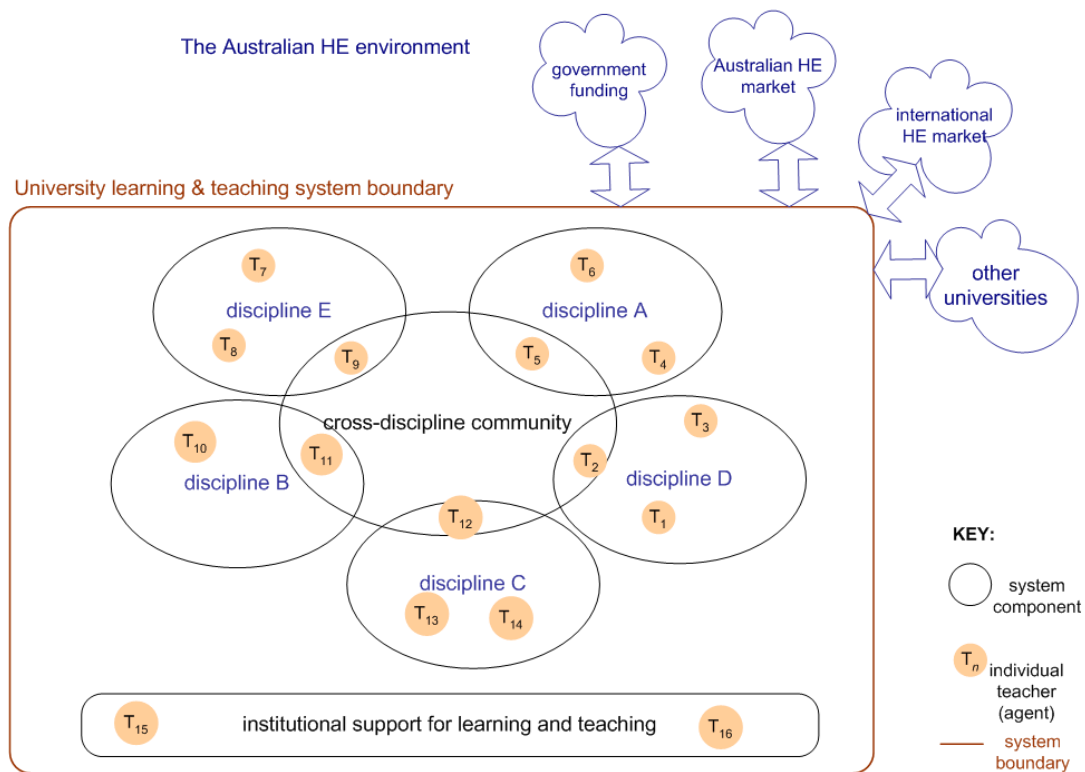 The Australian HE environment
government
funding
Australian HE
market
international
HE market
University learning & teaching system boundary
other
universities
T7
T6
discipline E
discipline A
T8
T9
T5
T4
cross-discipline community
T3
T10
T11
T2
discipline B
discipline D
T12
T1
discipline C
T13
T14
KEY:
system
component
Tn
individual
teacher
(agent)
system
boundary
T15
institutional support for learning and teaching
T16